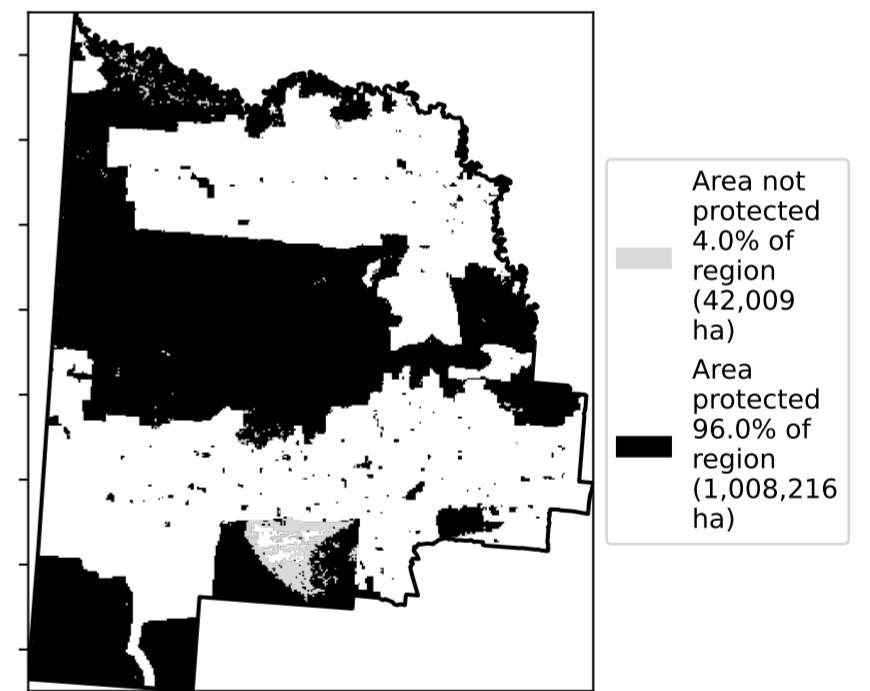 Area not
protected
4.0% of
region
(42,009
ha)
Area
protected
96.0% of
region
(1,008,216
ha)